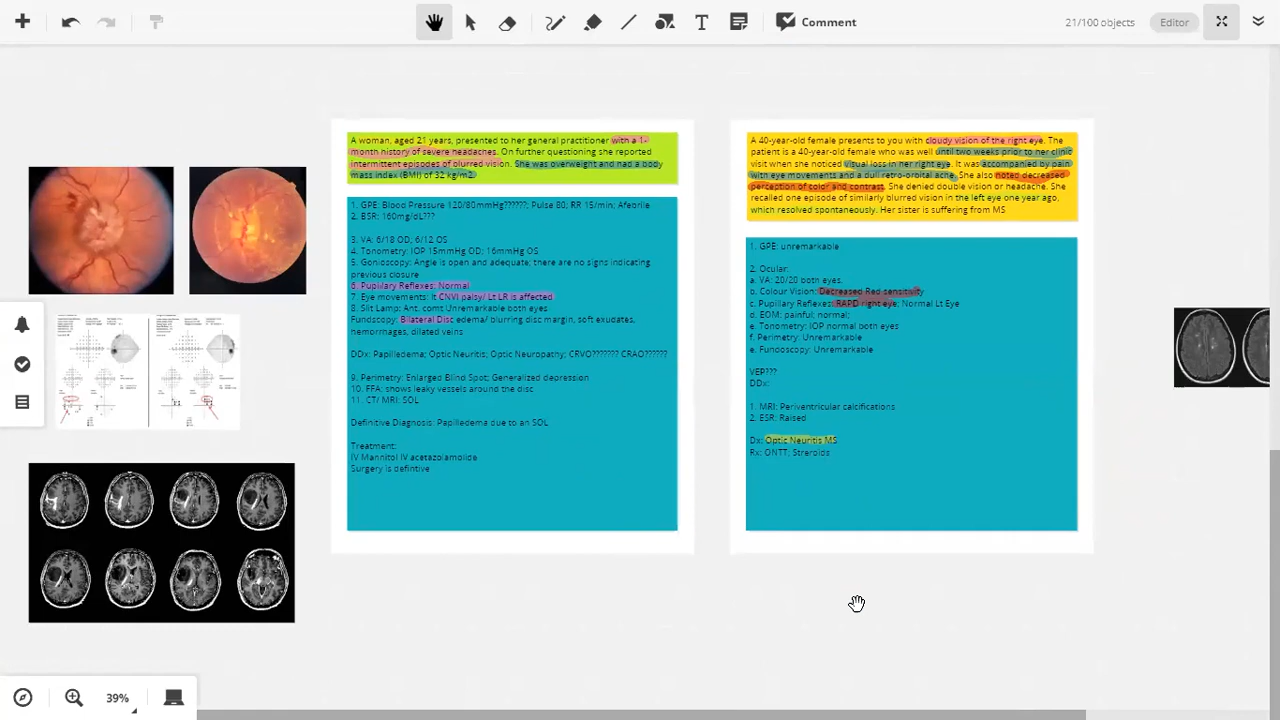 Comment
21/100 objects
Editor
A woman, aged 21 years, presented to her general practitioner with a 1-
month history of severe headaches. On further questioning she reported
intermittent episodes of blurred vision. She was overweight and had a body
mass index (BMI) of 32 kg/m2.
1. GPE: Blood Pressure 120/80mmHg??????; Pulse 80; RR 15/min; Afebrile.
2. BSR: 160mg/dL???
3. VA: 6/18 OD; 6/12 OS
4. Tonometry: IOP 15mmHg OD; 16mmHg OS
5. Gonioscopy: Angle is open and adequate; there are no signs indicating
previous closure
6. Pupilary Reflexes: Normal
7. Eye movements: lt CNVI palsy/ Lt LR is affected
8. Slit Lamp: Ant. comt Unremarkable both eyes
Fundscopy: Bilateral Disc edema/ blurring disc margin, soft exudates,
hemorrhages, dilated veins
DDx: Papilledema; Optic Neuritis; Optic Neuropathy; CRVO??????? CRAO??????
9. Perimetry: Enlarged Blind Spot; Generalized depression
10. FFA: shows leaky vessels around the disc
11. CT/ MRI: SOL
Definitive Diagnosis: Papilledema due to an SOL
Treatment:
IV Mannitol IV acetazolamolide
Surgery is defintive
A 40-year-old female presents to you with cloudy vision of the right eye. The
patient is a 40-year-old female who was well until two weeks prior to her clinic
visit when she noticed visual loss in her right eye. It was accompanied by pain
with eye movements and a dull retro-orbital ache. She also noted decreased
perception of color and contrast. She denied double vision or headache. She
recalled one episode of similarly blurred vision in the left eye one year ago,
which resolved spontaneously. Her sister is suffering from MS
1. GPE: unremarkable
2. Ocular:
a. VA: 20/20 both eyes.
b. Colour Vision: Decreased Red sensitivity
c. Pupillary Reflexes: RAPD right eye; Normal Lt Eye
d. EOM: painful; normal;
e. Tonometry: IOP normal both eyes
f. Perimetry: Unremarkable
e. Funooscopy: Unremarkable
VEP???
DDx:
1. MRI: Periventricular calcifications
2. ESR: Raised
Dx: Optic Neuritis MS
Rx: ONTT; Streroids
39%